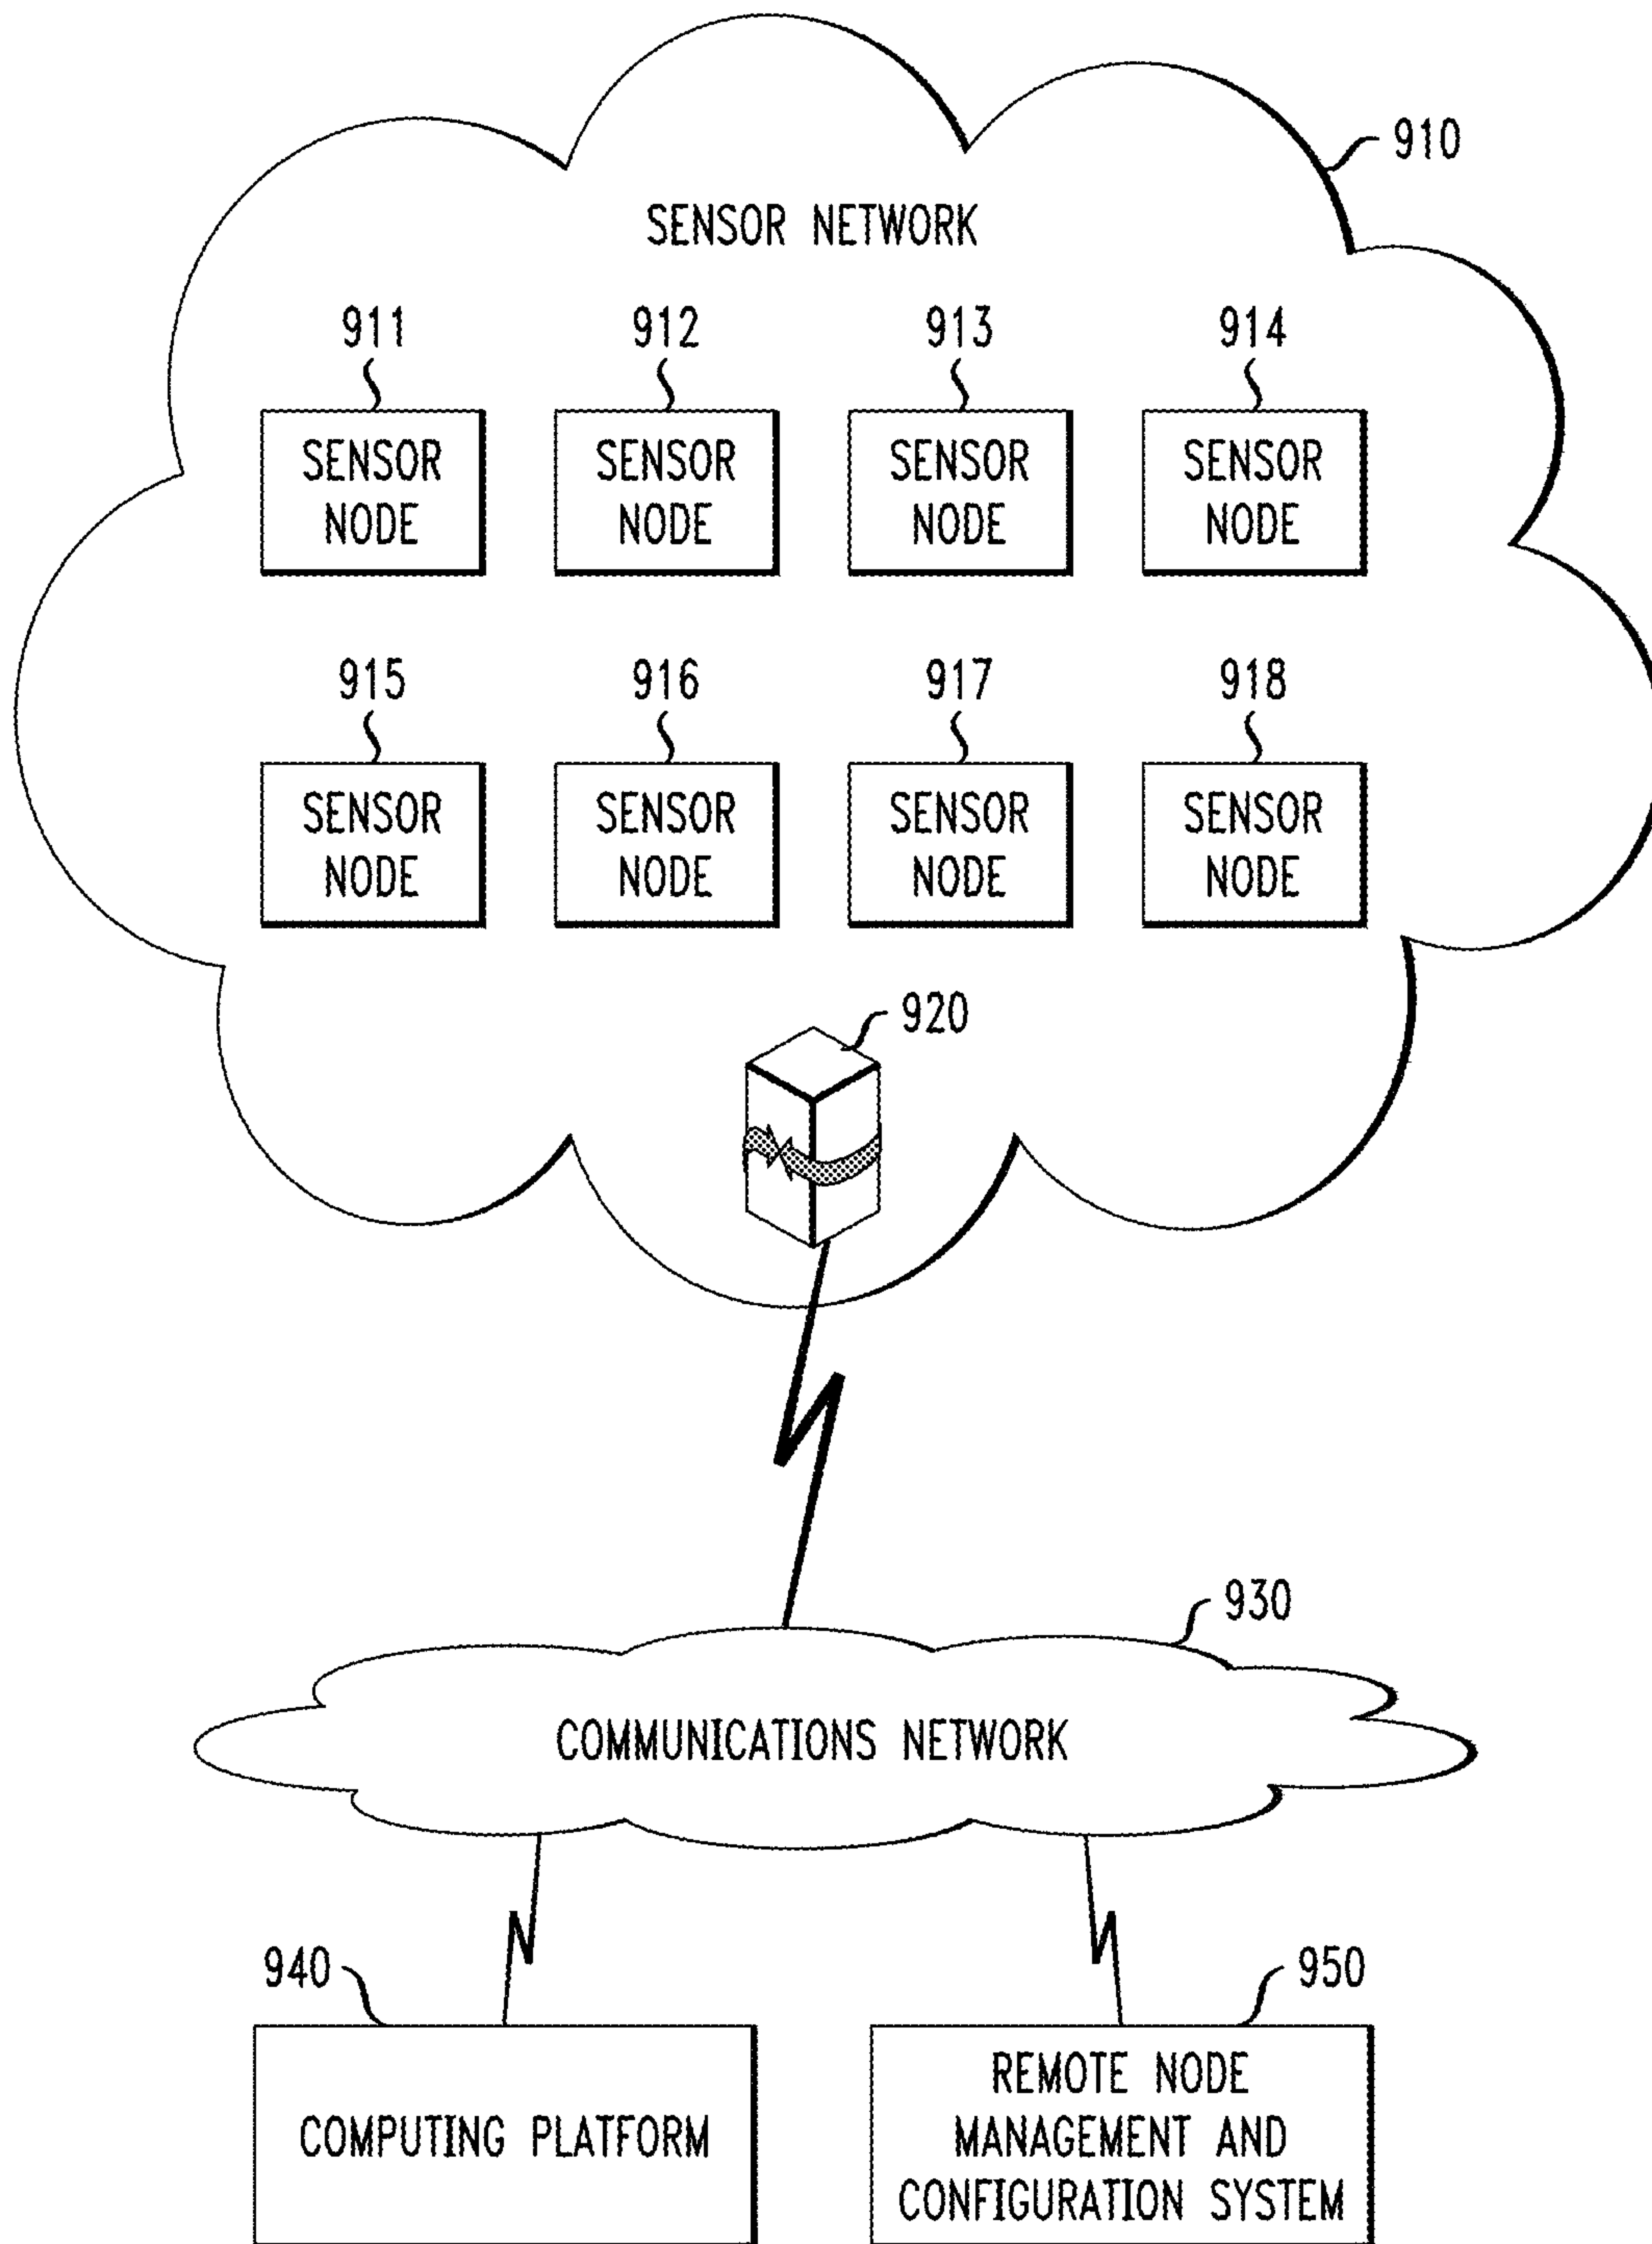 910
SENSOR NETWORK
911 912 913 914
SENSOR NODE SENSOR NODE SENSOR NODE SENSOR NODE
915 916 917 918
SENSOR NODE SENSOR NODE SENSOR NODE SENSOR NODE
920
930
COMMUNICATIONS NETWORK
940
950
COMPUTING PLATFORM
REMOTE NODE
MANAGEMENT AND
CONFIGURATION SYSTEM